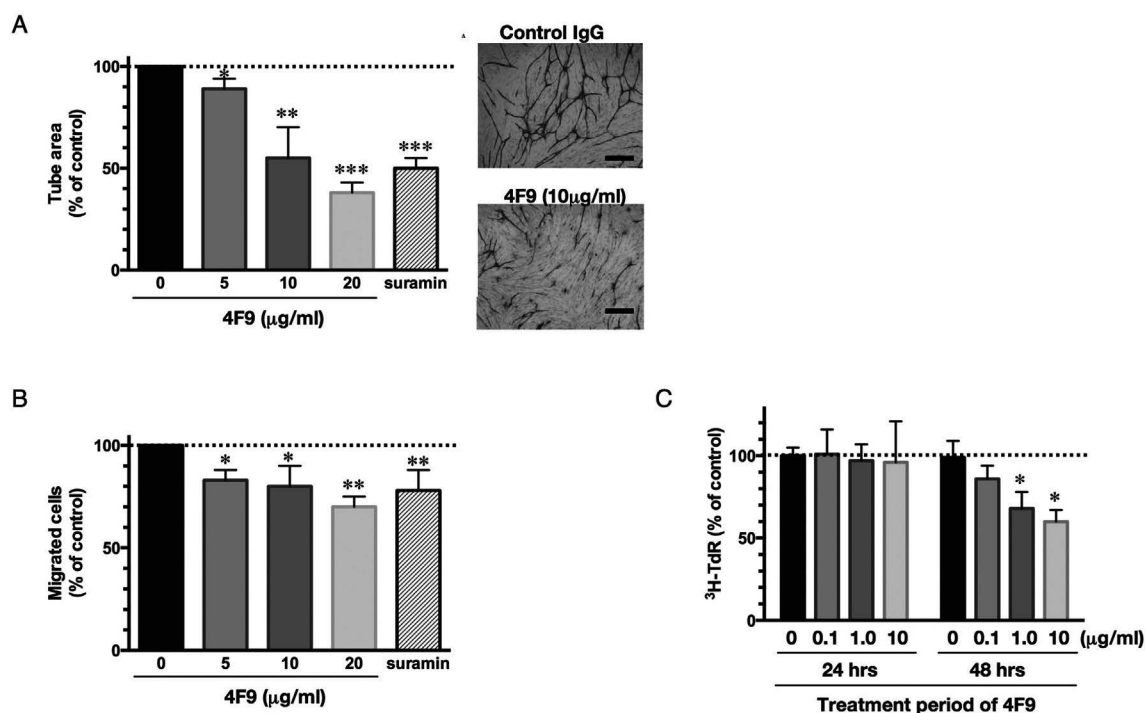 A
Control IgG
A
100
50
0
Tube area
(% of control)
*
**
***
***
0 5 10 20 suramin
4F9 (μg/ml)
4F9 (10μg/ml)
B
100
50
0
Migrated cells
(% of control)
*
*
**
**
0 5 10 20 suramin
4F9 (μg/ml)
C
100
50
0
³H-TdR (% of control)
*
*
0 0.1 1.0 10 0 0.1 1.0 10 (μg/ml)
24 hrs 48 hrs
Treatment period of 4F9